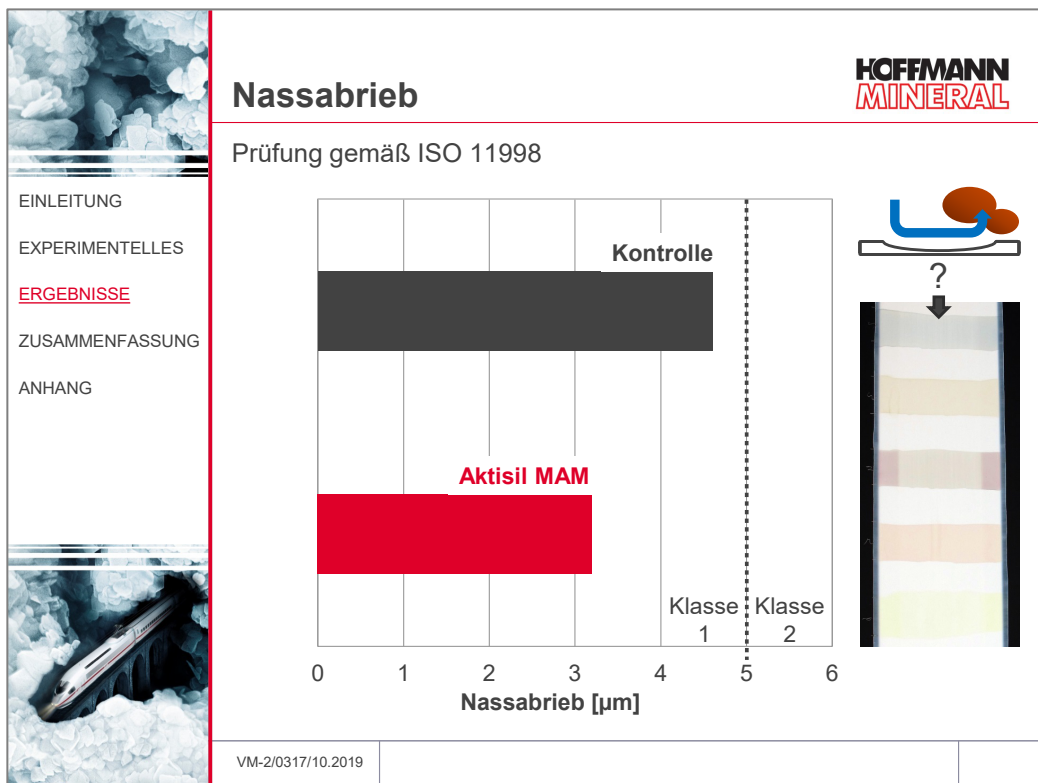 Nassabrieb
HOFFMANN
MINERAL
Prüfung gemäß ISO 11998
EINLEITUNG
EXPERIMENTELLES
ERGEBNISSE
ZUSAMMENFASSUNG
ANHANG
Kontrolle
Aktisil MAM
Klasse
1
Klasse
2
0 1 2 3 4 5 6
Nassabrieb [µm]
?
VM-2/0317/10.2019